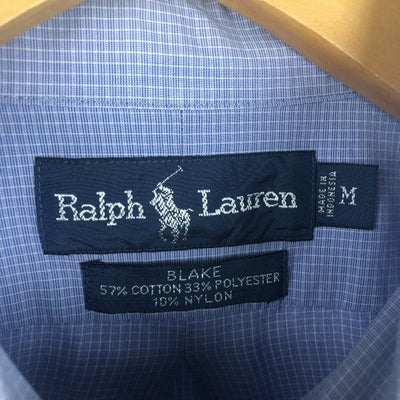 Ralph Lauren
MADE IN
INDONESIA
M
BLAKE
57% COTTON 33% POLYESTER
10% NYLON